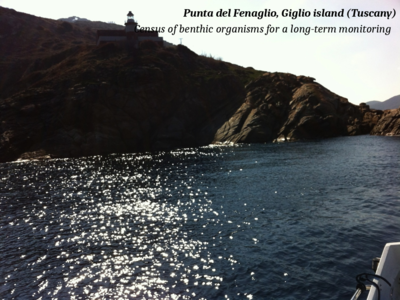 Punta del Fenaglio, Giglio island (Tuscany)
Census of benthic organisms for a long-term monitoring